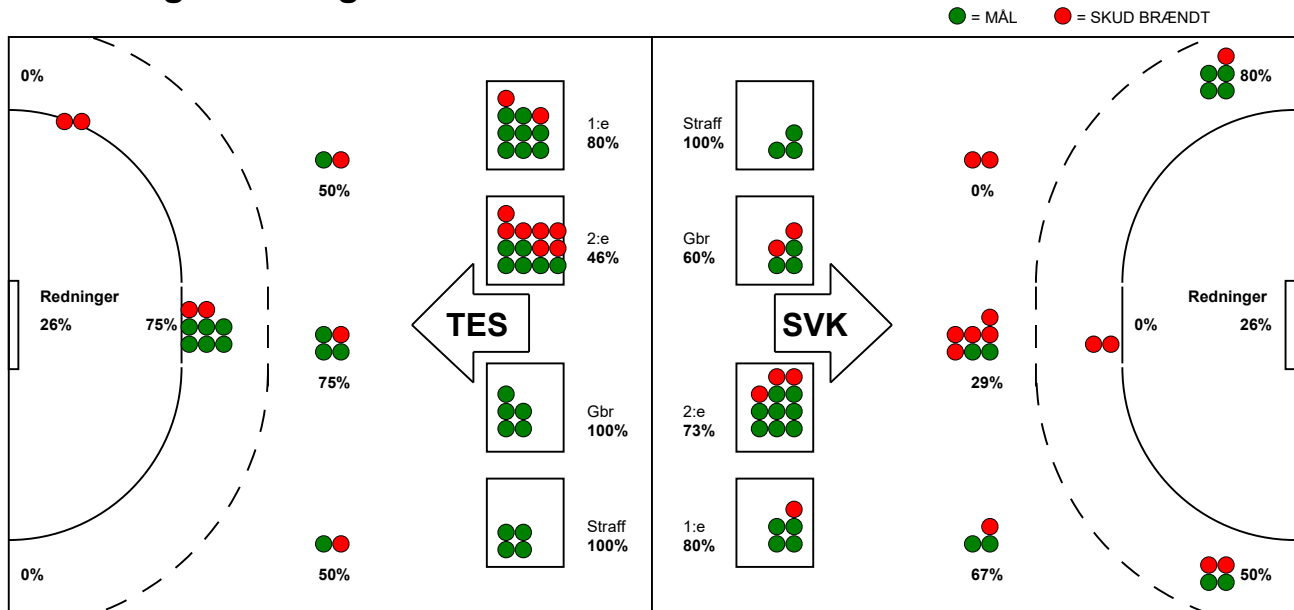 = MÅL
= SKUD BRÆNDT
0%
50%
1:e
80%
2:e
46%
Redninger
26%
75%
TES
75%
Gbr
100%
Straff
100%
0%
50%
Straff
100%
0%
80%
Gbr
60%
SVK
29%
0%
Redninger
26%
2:e
73%
1:e
80%
67%
50%